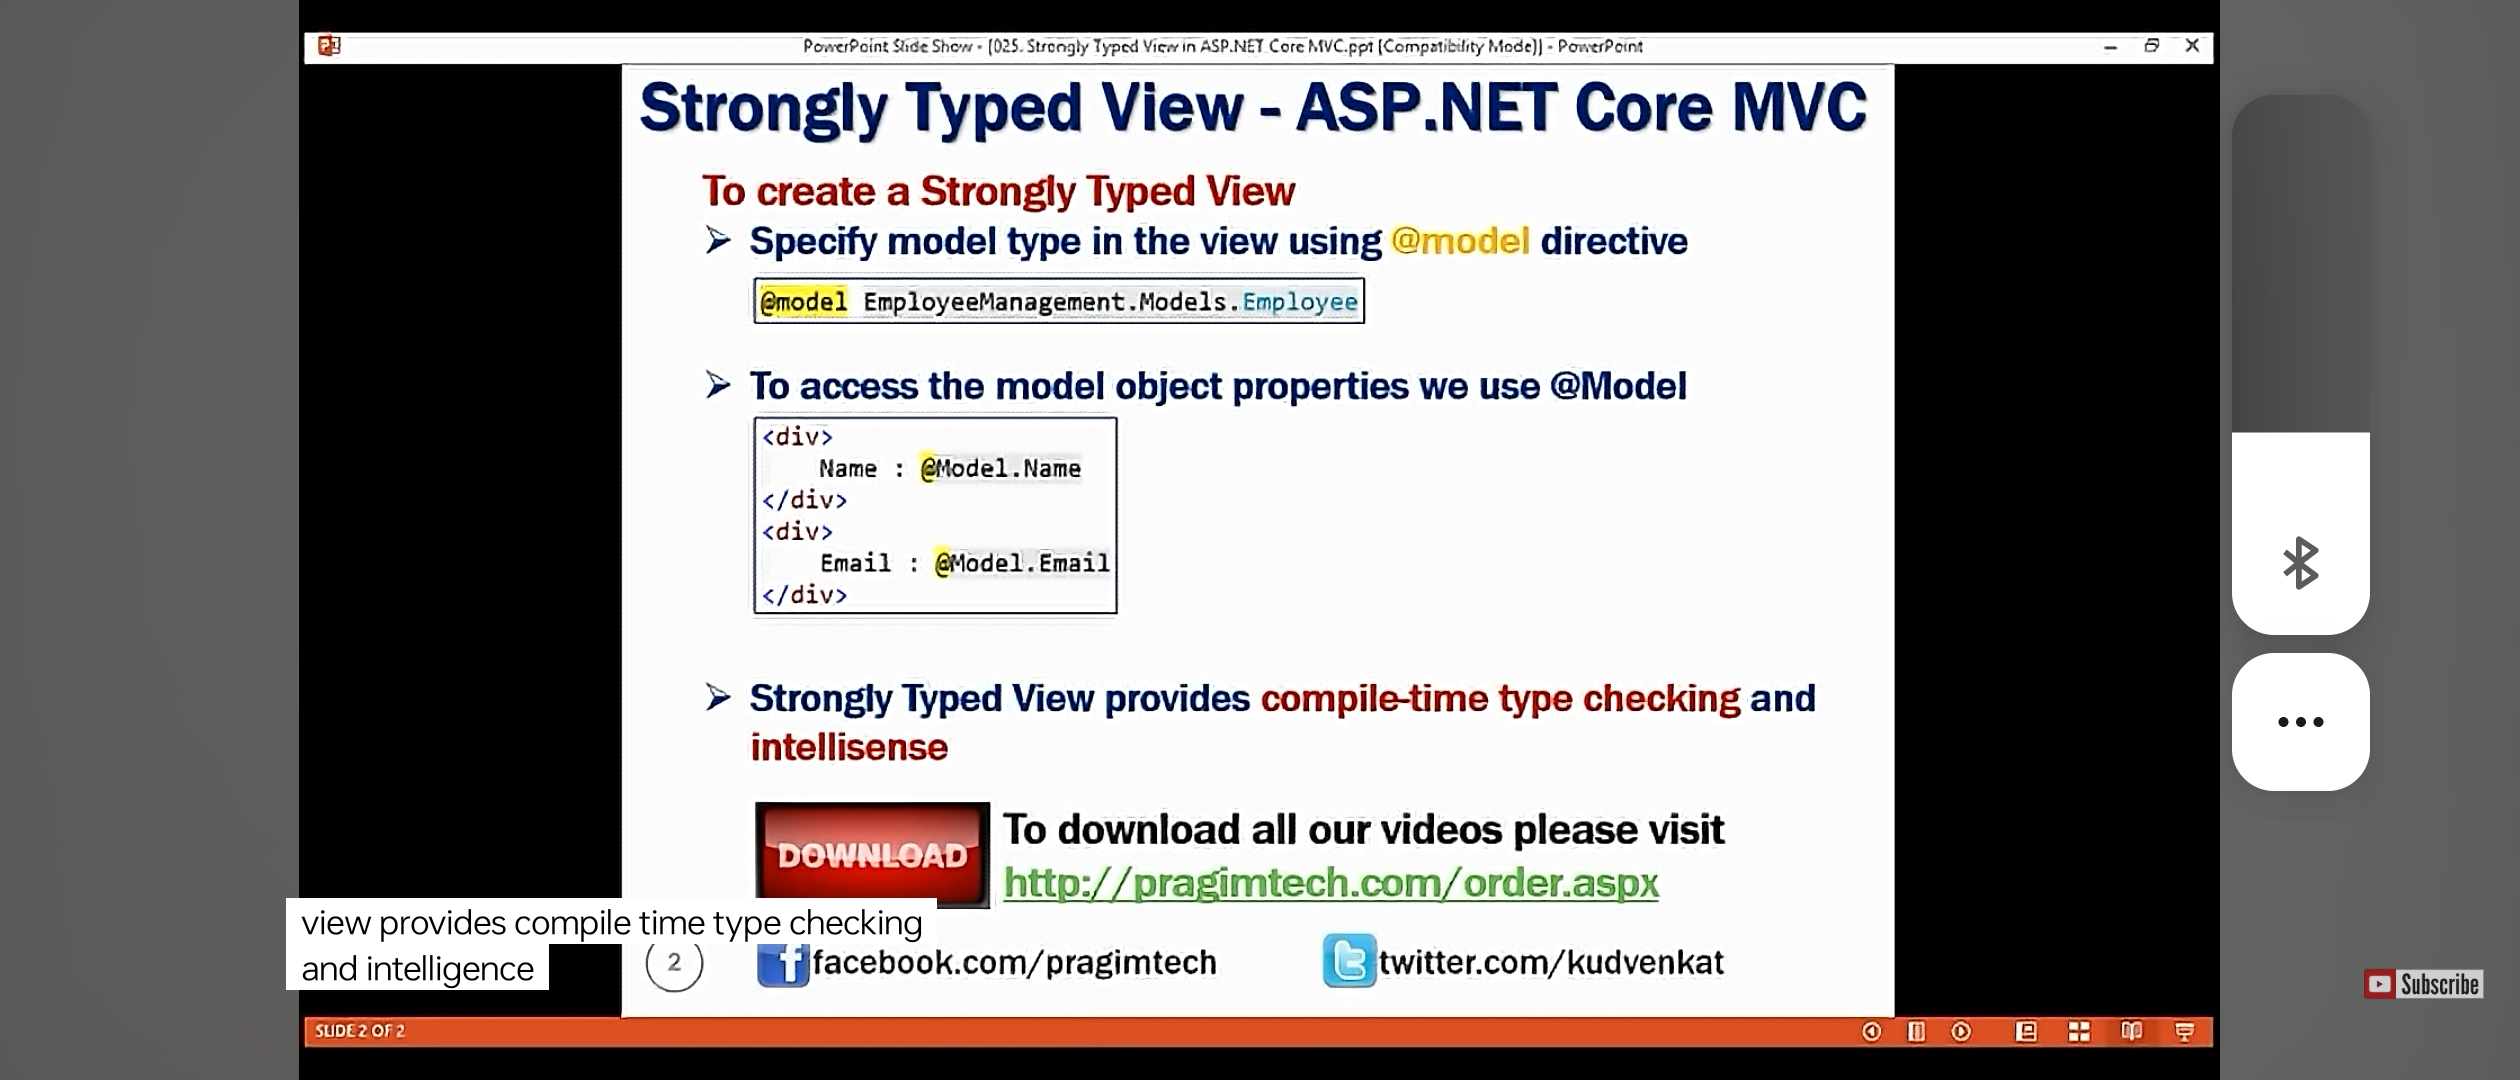 PowerPoint Slide Show - [025. Strongly Typed View in ASP.NET Core MVC.ppt [Compatibility Mode]] - PowerPoint
Strongly Typed View - ASP.NET Core MVC
To create a Strongly Typed View
Specify model type in the view using @model directive
@model EmployeeManagement.Models.Employee
To access the model object properties we use @Model
<div>
Name : @Model.Name
</div>
<div>
Email : @Model.Email
</div>
Strongly Typed View provides compile-time type checking and
intellisense
DOWNLOAD
To download all our videos please visit
http://pragimtech.com/order.aspx
view provides compile time type checking
and intelligence
2
facebook.com/pragimtech
twitter.com/kudvenkat
Subscribe
SLIDE 2 OF 2